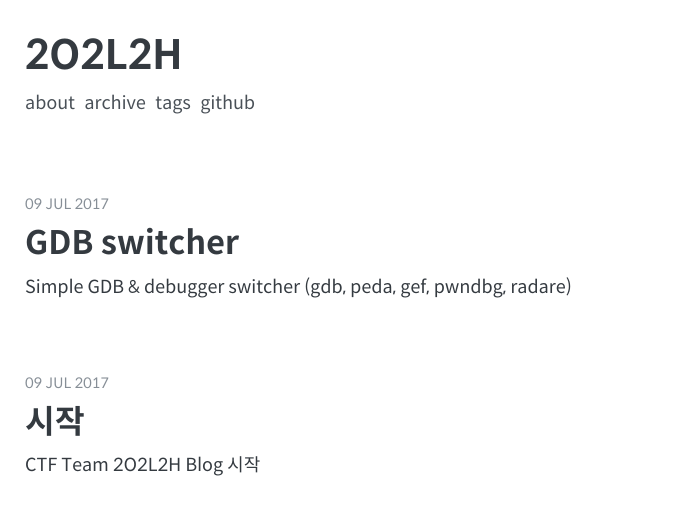 2O2L2H
about archive tags github
09 JUL 2017
GDB switcher
Simple GDB & debugger switcher (gdb, peda, gef, pwndbg, radare)
09 JUL 2017
시작
CTF Team 2O2L2H Blog 시작